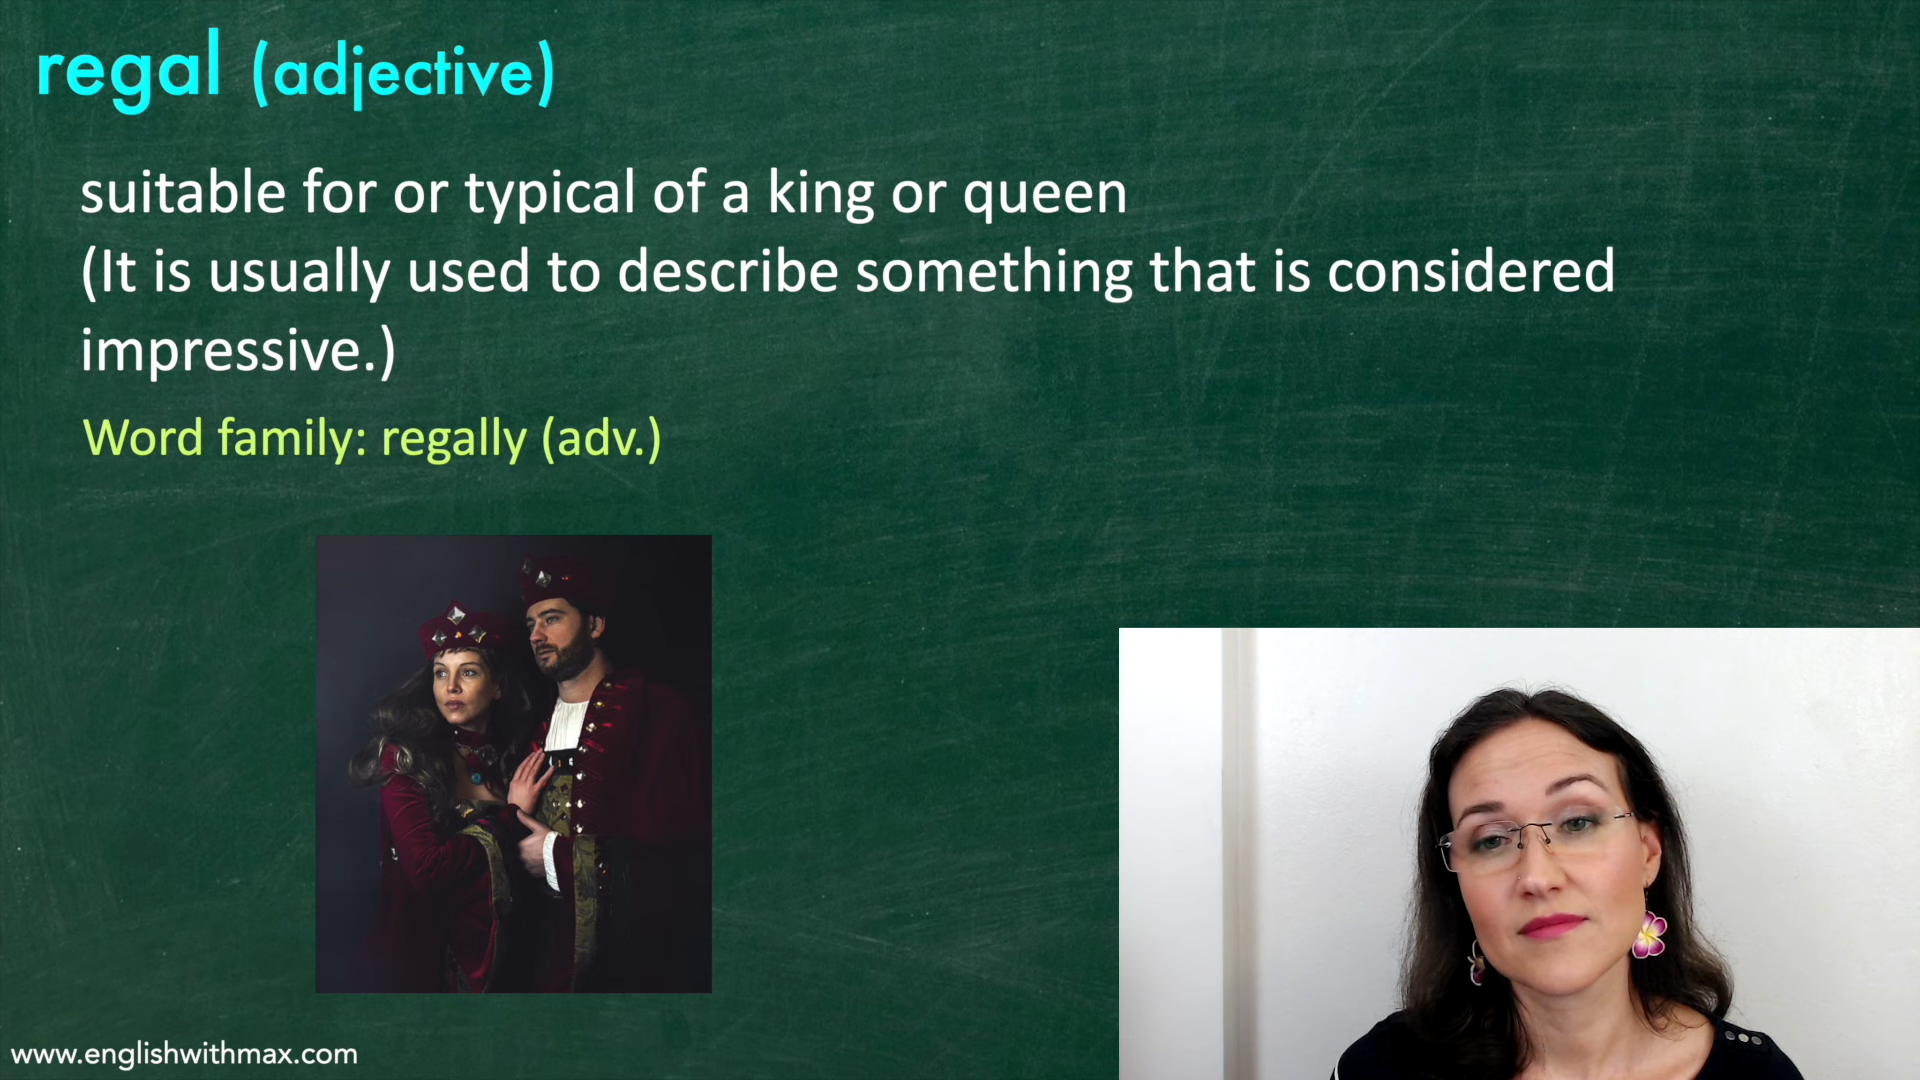 regal (adjective)
suitable for or typical of a king or queen
(It is usually used to describe something that is considered
impressive.)
Word family: regally (adv.)
www.englishwithmax.com